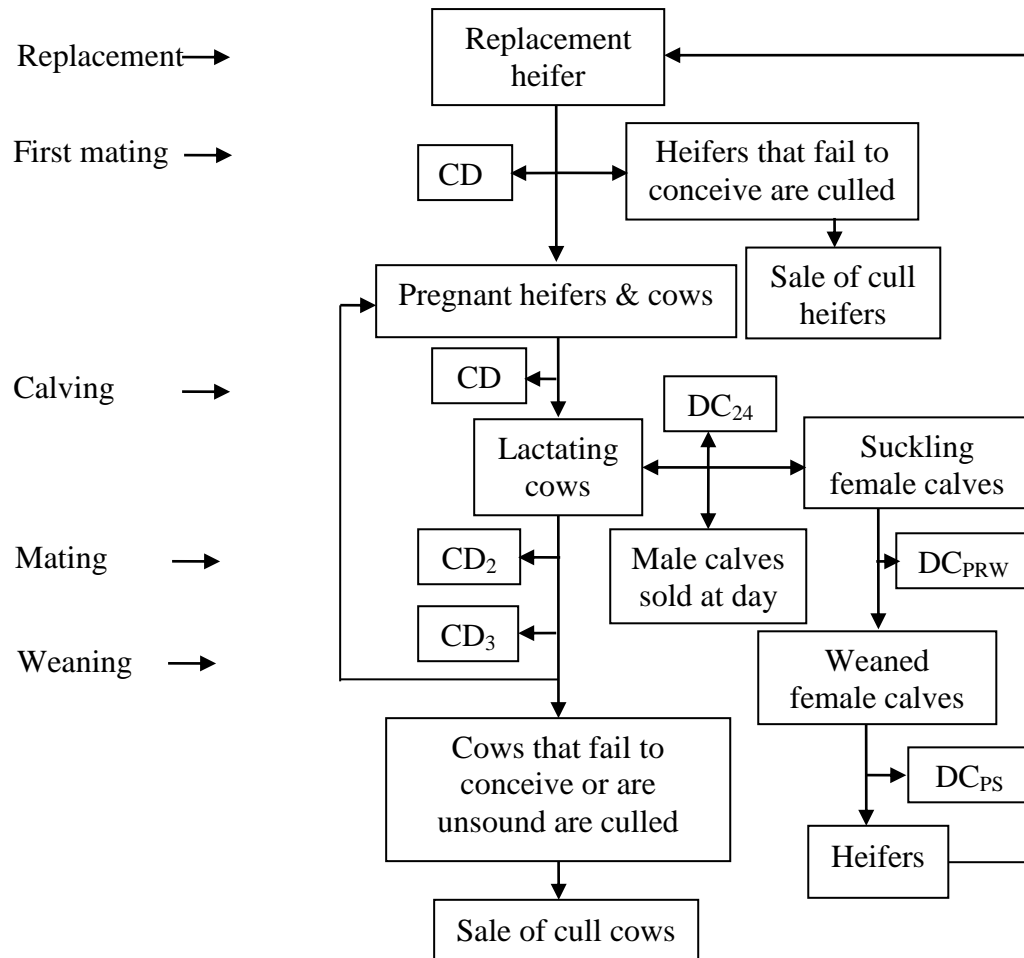 Replacement
Replacement
heifer
First mating
CD
Heifers that fail to
conceive are culled
Sale of cull
heifers
Pregnant heifers & cows
Calving
CD
DC₂₄
Lactating
cows
Suckling
female calves
Mating
CD₂
Male calves
sold at day
DC_PRW
CD₃
Weaning
Weaned
female calves
Cows that fail to
conceive or are
unsound are culled
DC_PS
Heifers
Sale of cull cows